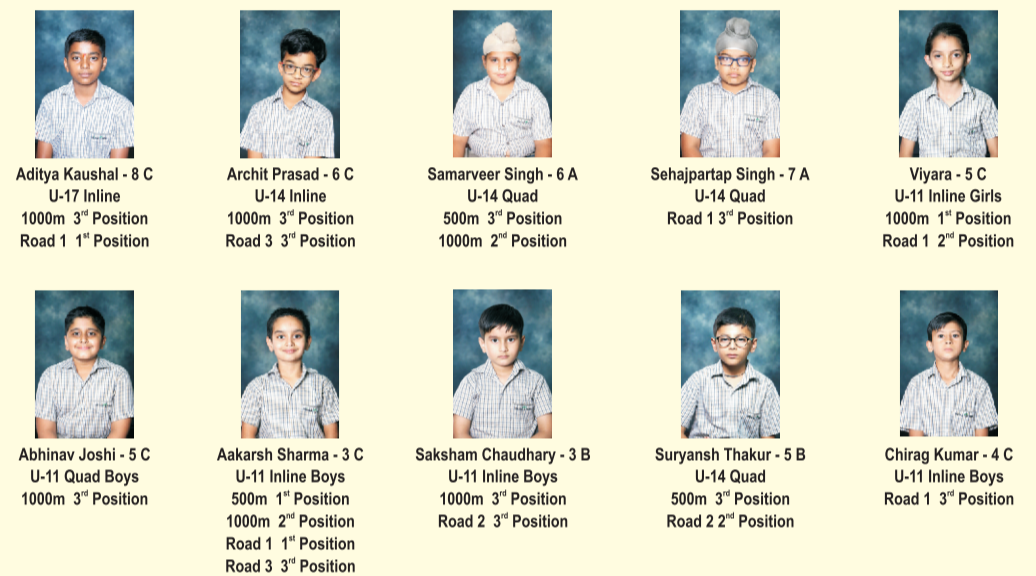 Aditya Kaushal - 8 C
U-17 Inline
1000m 3rd Position
Road 1 1st Position
Archit Prasad - 6 C
U-14 Inline
1000m 3rd Position
Road 3 3rd Position
Samarveer Singh - 6 A
U-14 Quad
500m 3rd Position
1000m 2nd Position
Sehajpartap Singh - 7 A
U-14 Quad
Road 1 3rd Position
Viyara - 5 C
U-11 Inline Girls
1000m 1st Position
Road 1 2nd Position
Abhinav Joshi - 5 C
U-11 Quad Boys
1000m 3rd Position
Aakarsh Sharma - 3 C
U-11 Inline Boys
500m 1st Position
1000m 2nd Position
Road 1 1st Position
Road 3 3rd Position
Saksham Chaudhary - 3 B
U-11 Inline Boys
1000m 3rd Position
Road 2 3rd Position
Suryansh Thakur - 5 B
U-14 Quad
500m 3rd Position
Road 2 2nd Position
Chirag Kumar - 4 C
U-11 Inline Boys
Road 1 3rd Position